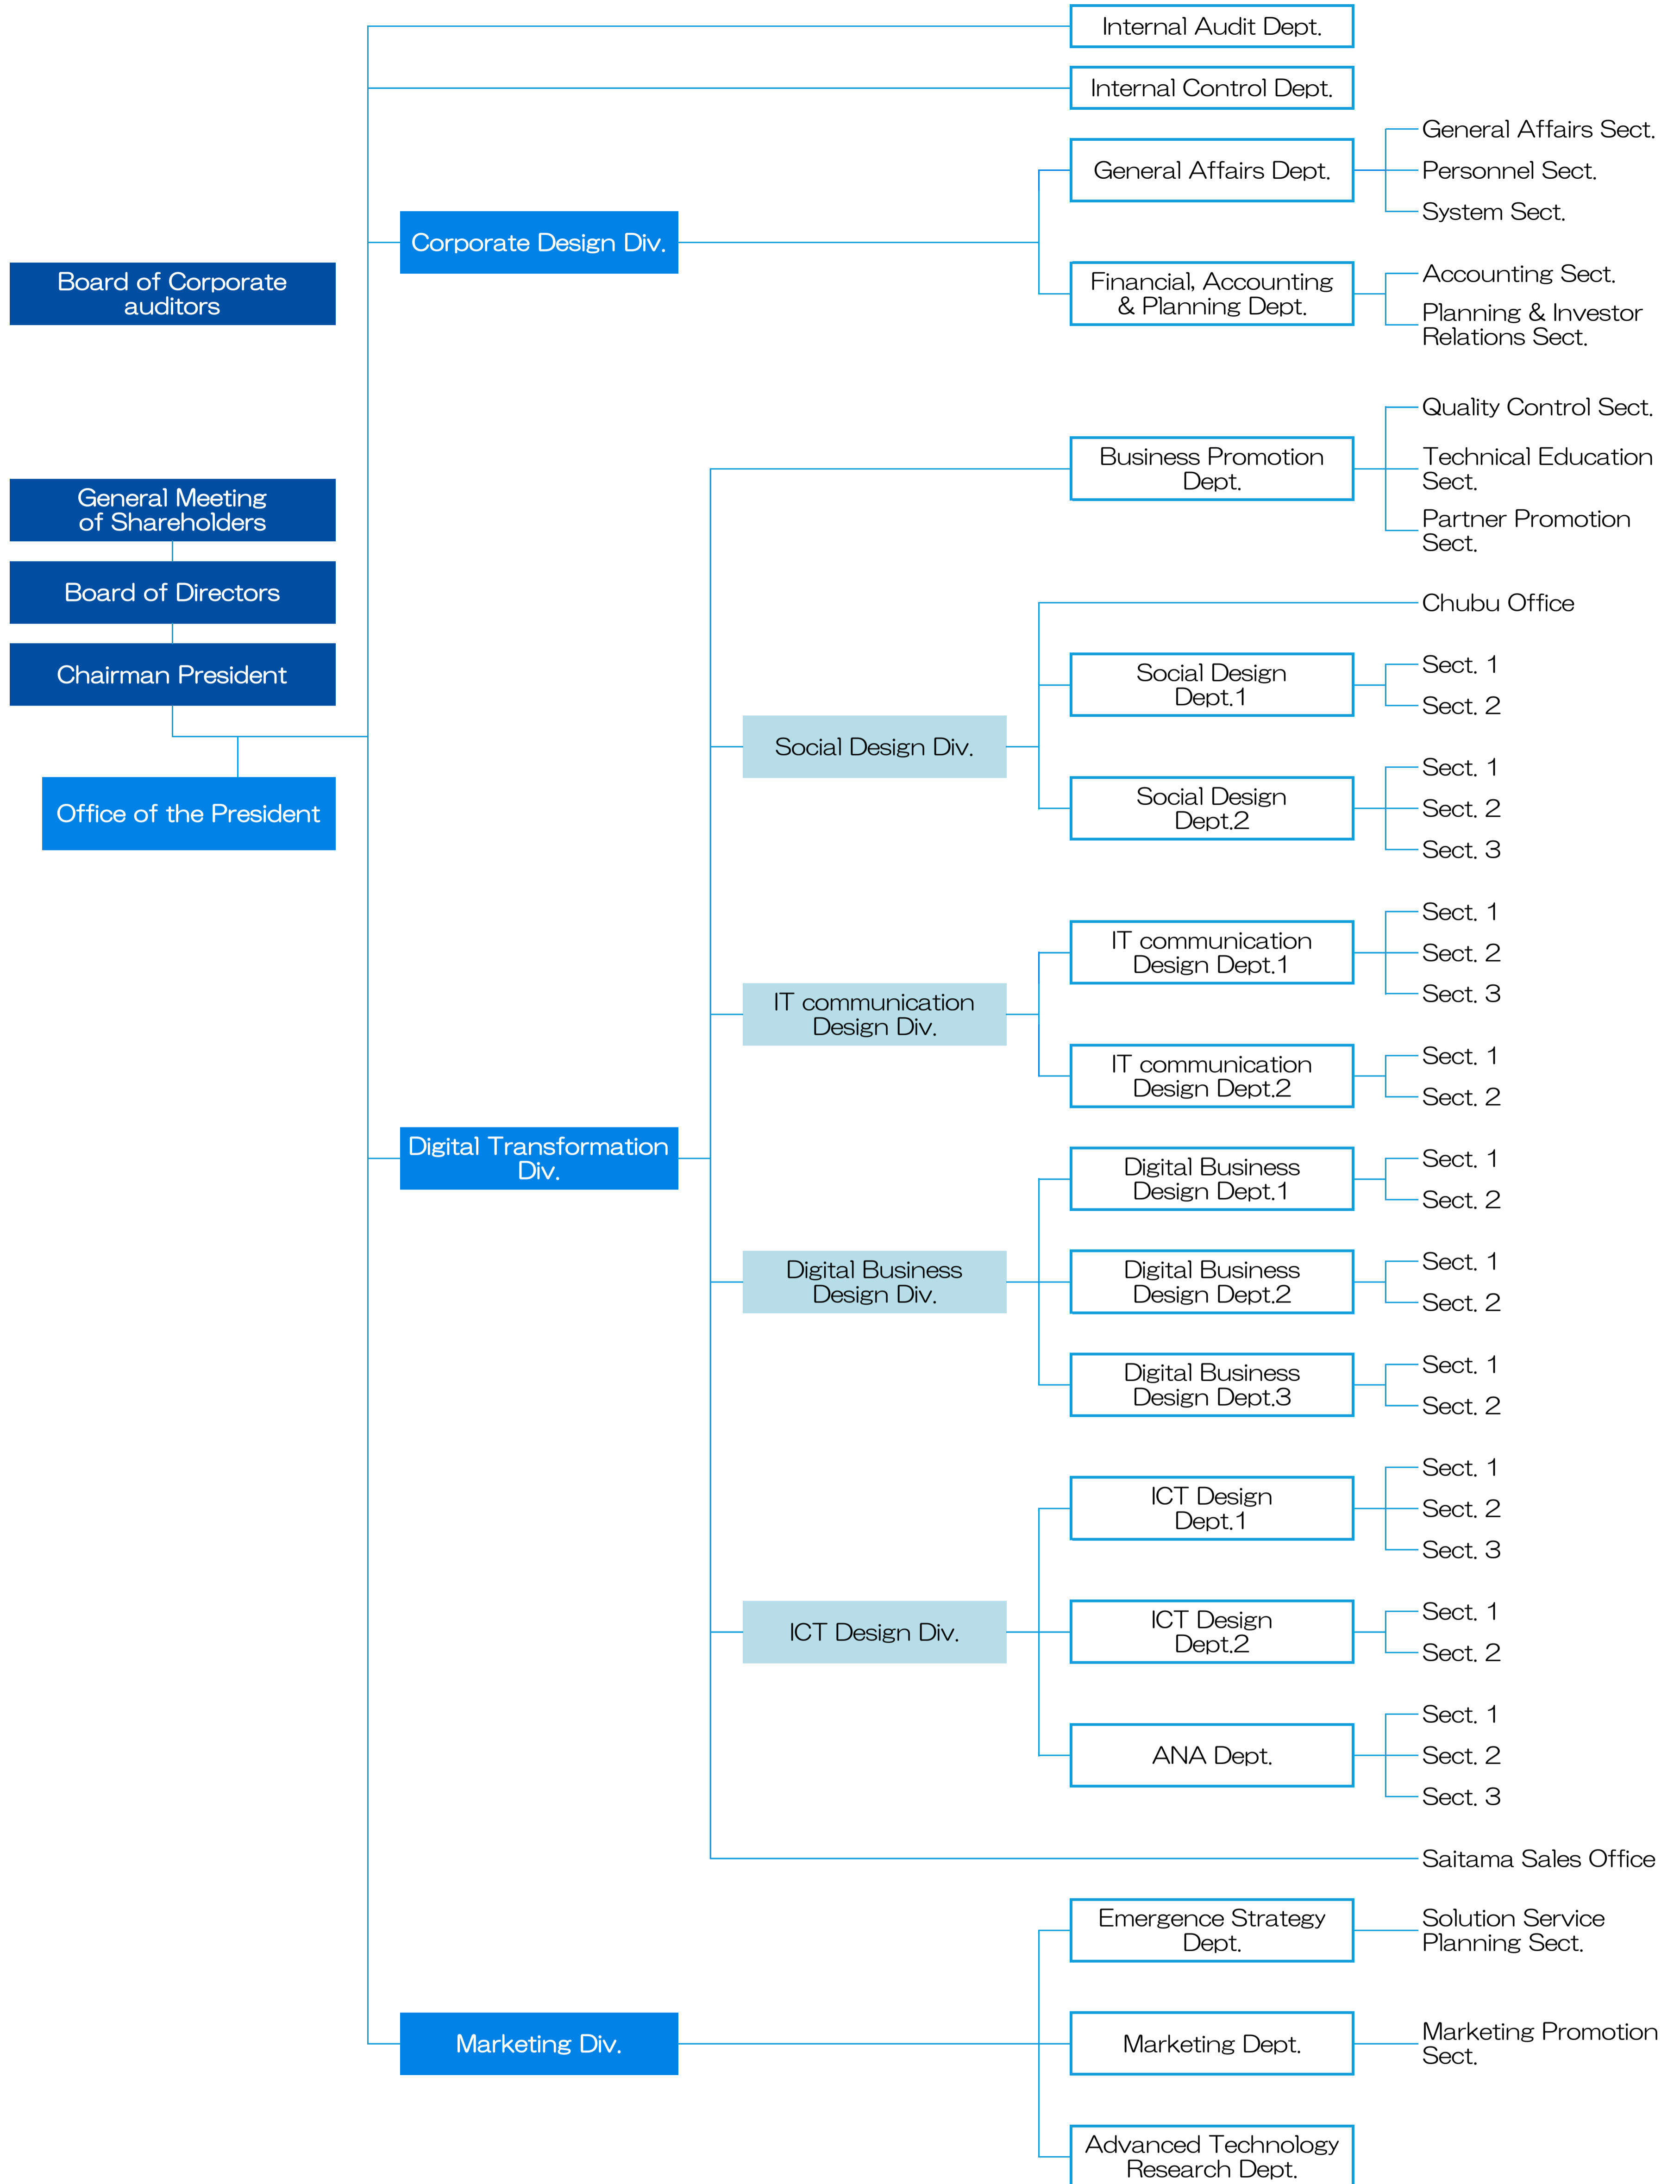 Internal Audit Dept.
Internal Control Dept.
General Affairs Dept.
General Affairs Sect.
Personnel Sect.
System Sect.
Corporate Design Div.
Board of Corporate
auditors
Financial, Accounting
& Planning Dept.
Accounting Sect.
Planning & Investor
Relations Sect.
General Meeting
of Shareholders
Board of Directors
Chairman President
Office of the President
Business Promotion
Dept.
Quality Control Sect.
Technical Education
Sect.
Partner Promotion
Sect.
Chubu Office
Social Design Div.
Social Design
Dept.1
Sect. 1
Sect. 2
Social Design
Dept.2
Sect. 1
Sect. 2
Sect. 3
IT communication
Design Div.
IT communication
Design Dept.1
Sect. 1
Sect. 2
Sect. 3
IT communication
Design Dept.2
Sect. 1
Sect. 2
Digital Transformation
Div.
Digital Business
Design Div.
Digital Business
Design Dept.1
Sect. 1
Sect. 2
Digital Business
Design Dept.2
Sect. 1
Sect. 2
Digital Business
Design Dept.3
Sect. 1
Sect. 2
ICT Design Div.
ICT Design
Dept.1
Sect. 1
Sect. 2
Sect. 3
ICT Design
Dept.2
Sect. 1
Sect. 2
ANA Dept.
Sect. 1
Sect. 2
Sect. 3
Saitama Sales Office
Marketing Div.
Emergence Strategy
Dept.
Solution Service
Planning Sect.
Marketing Dept.
Marketing Promotion
Sect.
Advanced Technology
Research Dept.